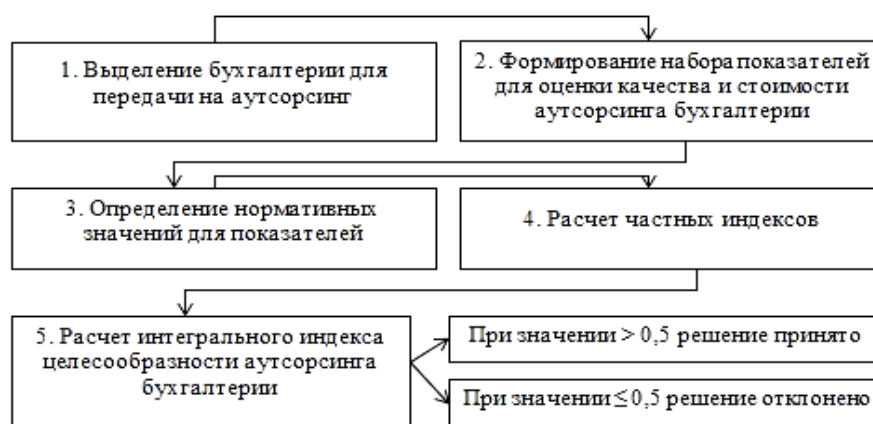 1. Выделение бухгалтерии для
передачи на аутсорсинг
2. Формирование набора показателей
для оценки качества и стоимости
аутсорсинга бухгалтерии
3. Определение нормативных
значений для показателей
4. Расчет частных индексов
5. Расчет интегрального индекса
целесообразности аутсорсинга
бухгалтерии
При значении > 0,5 решение принято
При значении ≤ 0,5 решение отклонено